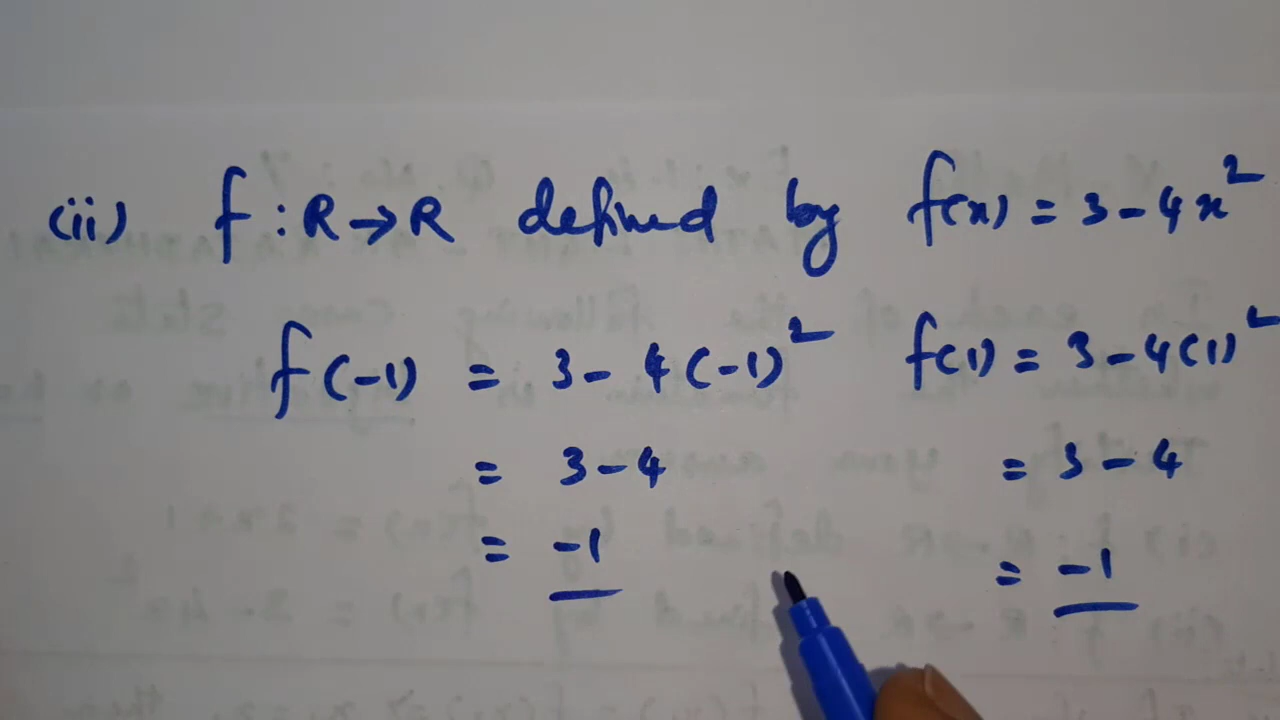 (ii) f : R → R defined by f(x) = 3 - 4x²
f(-1) = 3 - 4(-1)² f(1) = 3 - 4(1)²
= 3 - 4 = 3 - 4
= -1 = -1